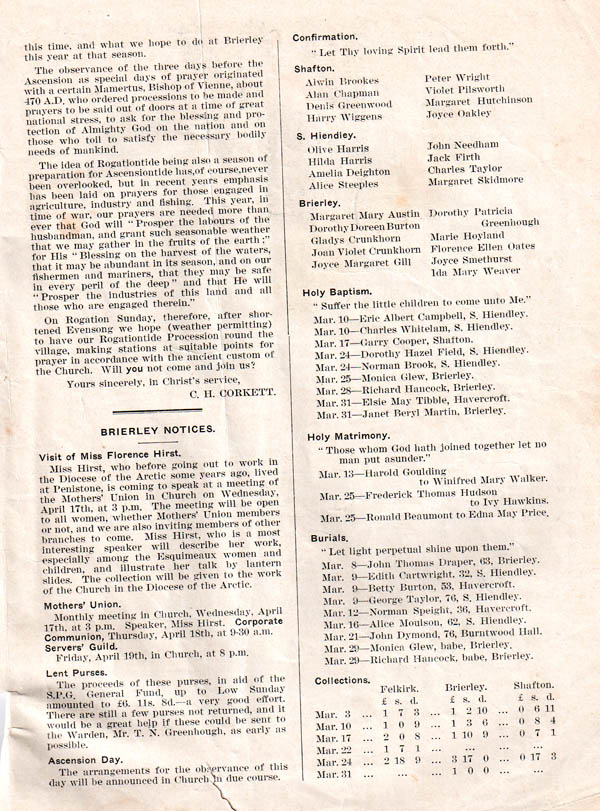 this time, and what we hope to do at Brierley
this year at that season.
The observance of the three days before the
Ascension as special days of prayer originated
with a certain Mamertus, Bishop of Vienne, about
470 A.D, who ordered processions to be made and
prayers to be said out of doors at a time of great
national stress, to ask for the blessing and pro-
tection of Almighty God on the nation and on
those who toil to satisfy the necessary bodily
needs of mankind.
The idea of Rogationtide being also a season of
preparation for Ascensiontide has,of course,never
been overlooked, but in recent years emphasis
has been laid on prayers for those engaged in
agriculture, industry and fishing. This year, in
time of war, our prayers are needed more than
ever that God will " Prosper the labours of the
husbandman, and grant such seasonable weather
that we may gather in the fruits of the earth ;"
for His " Blessing on the harvest of the waters,
that it may be abundant in its season, and on our
fishermen and mariners, that they may be safe
in every peril of the deep " and that He will
" Prosper the industries of this land and all
those who are engaged therein."
On Rogation Sunday, therefore, after shor-
tened Evensong we hope (weather permitting)
to have our Rogationtide Procession round the
village, making stations at suitable points for
prayer in accordance with the ancient custom of
the Church. Will you not come and join us?
Yours sincerely, in Christ's service,
C. H. CORKETT.
BRIERLEY NOTICES.
Visit of Miss Florence Hirst.
Miss Hirst, who before going out to work in
the Diocese of the Arctic some years ago, lived
at Penistone, is coming to speak at a meeting of
the Mothers' Union in Church on Wednesday,
April 17th, at 3 p.m. The meeting will be open
to all women, whether Mothers' Union members
or not, and we are also inviting members of other
branches to come. Miss Hirst, who is a most
interesting speaker will describe her work,
especially among the Esquimeaux women and
children, and illustrate her talk by lantern
slides. The collection will be given to the work
of the Church in the Diocese of the Arctic.
Mothers' Union.
Monthly meeting in Church, Wednesday, April
17th, at 3 p.m. Speaker, Miss Hirst. Corporate
Communion, Thursday, April 18th, at 9-30 a.m.
Servers' Guild.
Friday, April 19th, in Church, at 8 p.m.
Lent Purses.
The proceeds of these purses, in aid of the
S.P.G. General Fund, up to Low Sunday
amounted to £6. 11s. 8d.—a very good effort.
There are still a few purses not returned, and it
would be a great help if these could be sent to
the Warden, Mr. T. N. Greenhough, as early as
possible.
Ascension Day.
The arrangements for the observance of this
day will be announced in Church in due course.
Confirmation.
" Let Thy loving Spirit lead them forth."
Shafton.
Alwin Brookes Peter Wright
Alan Chapman Violet Pilsworth
Denis Greenwood Margaret Hutchinson
Harry Wiggens Joyce Oakley
S. Hiendley.
Olive Harris John Needham
Hilda Harris Jack Firth
Amelia Deighton Charles Taylor
Alice Steeples Margaret Skidmore
Brierley.
Margaret Mary Austin Dorothy Patricia
Dorothy Doreen Burton Greenhough
Gladys Crunkhorn Marie Hoyland
Joan Violet Crunkhorn Florence Ellen Oates
Joyce Margaret Gill Joyce Smethurst
Ida Mary Weaver
Holy Baptism.
" Suffer the little children to come unto Me."
Mar. 10—Eric Albert Campbell, S. Hiendley.
Mar. 10—Charles Whitelam, S. Hiendley.
Mar. 17—Garry Cooper, Shafton,
Mar. 24—Dorothy Hazel Field, S. Hiendley.
Mar. 24—Norman Brook, S. Hiendley.
Mar. 25—Monica Glew, Brierley.
Mar. 28—Richard Hancock, Brierley.
Mar. 31—Elsie May Tibble, Havercroft.
Mar. 31—Janet Beryl Martin, Brierley.
Holy Matrimony.
" Those whom God hath joined together let no
man put asunder."
Mar. 13—Harold Goulding
to Winifred Mary Walker.
Mar. 25—Frederick Thomas Hudson
to Ivy Hawkins.
Mar. 25—Ronald Beaumont to Edna May Price.
Burials.
" Let light perpetual shine upon them."
Mar. 8—John Thomas Draper, 63, Brierley.
Mar. 9—Edith Cartwright, 32, S. Hiendley.
Mar. 9—Betty Burton, 53, Havercroft.
Mar. 9—George Taylor, 76, S. Hiendley.
Mar. 12—Norman Speight, 36, Havercroft.
Mar. 16—Alice Moulson, 62, S. Hiendley.
Mar. 21—John Dymond, 76, Burntwood Hall.
Mar. 29—Monica Glew, babe, Brierley.
Mar. 29—Richard Hancock, babe, Brierley.
Collections.
Felkirk. Brierley. Shafton.
£ s. d. £ s. d. £ s. d.
Mar. 3 ... 1 7 3 ... 1 2 10 ... 0 6 11
Mar. 10 ... 1 0 9 ... 1 3 6 ... 0 8 4
Mar. 17 ... 2 0 8 ... 1 10 9 ... 0 7 1
Mar. 22 ... 1 7 1 ... ... ...
Mar. 24 ... 2 18 9 ... 3 17 0 ... 0 17 3
Mar. 31 ... ... ... 1 0 0 ... ...